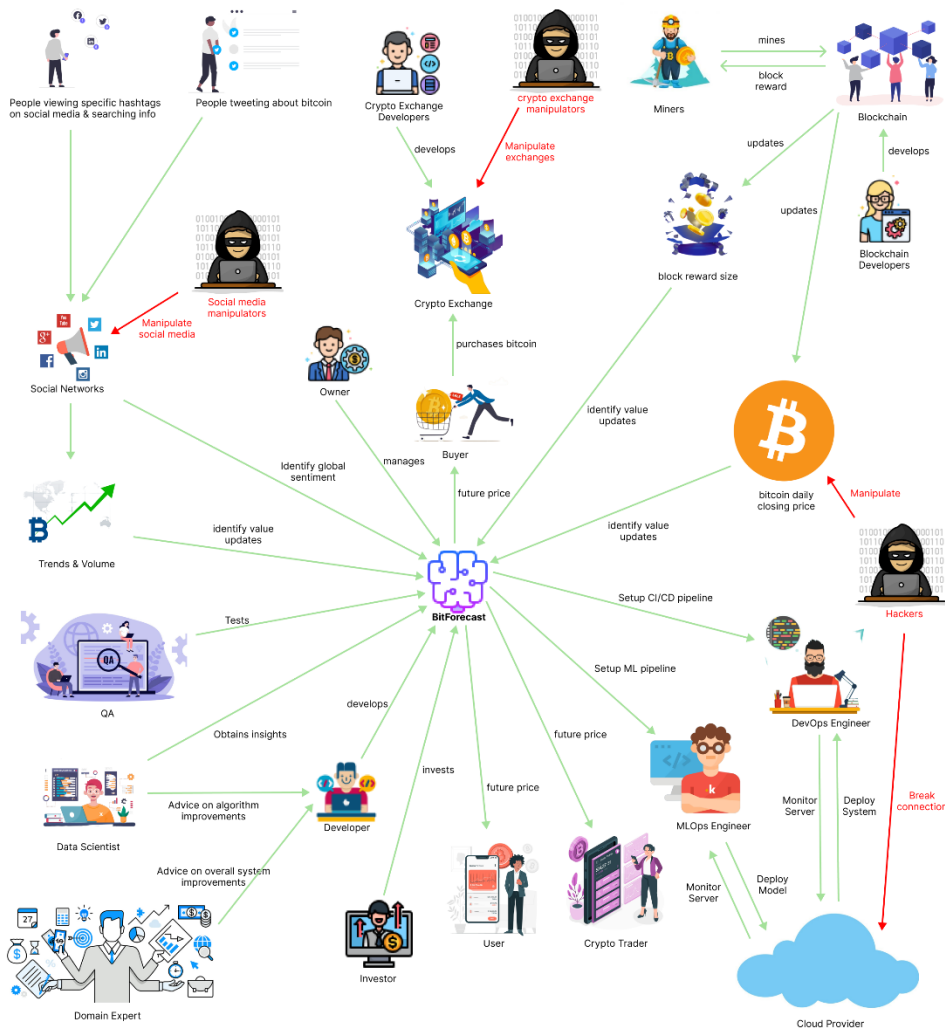 People viewing specific hashtags
on social media & searching info
People tweeting about bitcoin
Crypto Exchange
Developers
crypto exchange
manipulators
Miners
mines
block
reward
Blockchain
develops
Manipulate
exchanges
updates
develops
updates
Blockchain
Developers
block reward size
Crypto Exchange
Social media
manipulators
Manipulate
social media
Social Networks
purchases bitcoin
Owner
Buyer
identify value
updates
Identify global
sentiment
manages
future price
bitcoin daily
closing price
Manipulate
identify value
updates
identify value
updates
Trends & Volume
BitForecast
Hackers
Tests
Setup CI/CD pipeline
QA
QA
Setup ML pipeline
DevOps Engineer
develops
Obtains insights
future price
invests
future price
Developer
MLOps Engineer
Monitor
Server
Deploy
System
Break
connection
Advice on algorithm
improvements
Data Scientist
Advice on overall system
improvements
Monitor
Server
Deploy
Model
27
User
Crypto Trader
Investor
Domain Expert
Cloud Provider